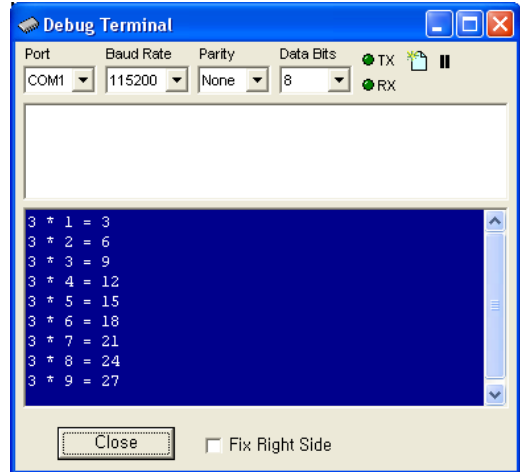 Debug Terminal
Port Baud Rate Parity Data Bits
COM1 115200 None 8
TX
RX
3 * 1 = 3
3 * 2 = 6
3 * 3 = 9
3 * 4 = 12
3 * 5 = 15
3 * 6 = 18
3 * 7 = 21
3 * 8 = 24
3 * 9 = 27
Close Fix Right Side